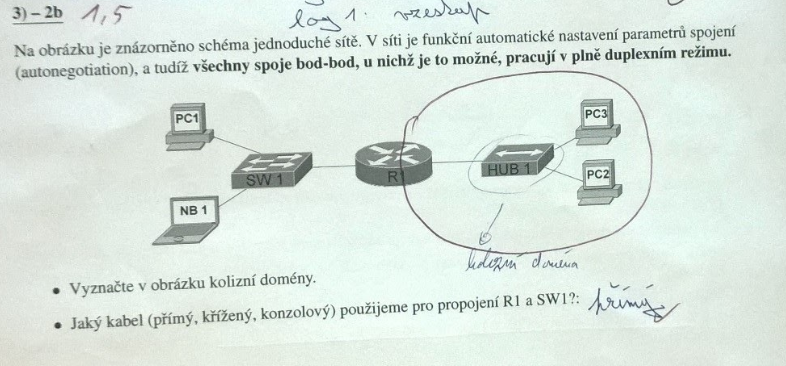 3) – 2b 1,5
log 1. vzestup
Na obrázku je znázorněno schéma jednoduché sítě. V síti je funkční automatické nastavení parametrů spojení
(autonegotiation), a tudíž všechny spoje bod-bod, u nichž je to možné, pracují v plně duplexním režimu.
PC1
PC3
SW 1
R1
HUB 1
PC2
NB 1
kolizní doména
• Vyznačte v obrázku kolizní domény.
• Jaký kabel (přímý, křížený, konzolový) použijeme pro propojení R1 a SW1?: přímý